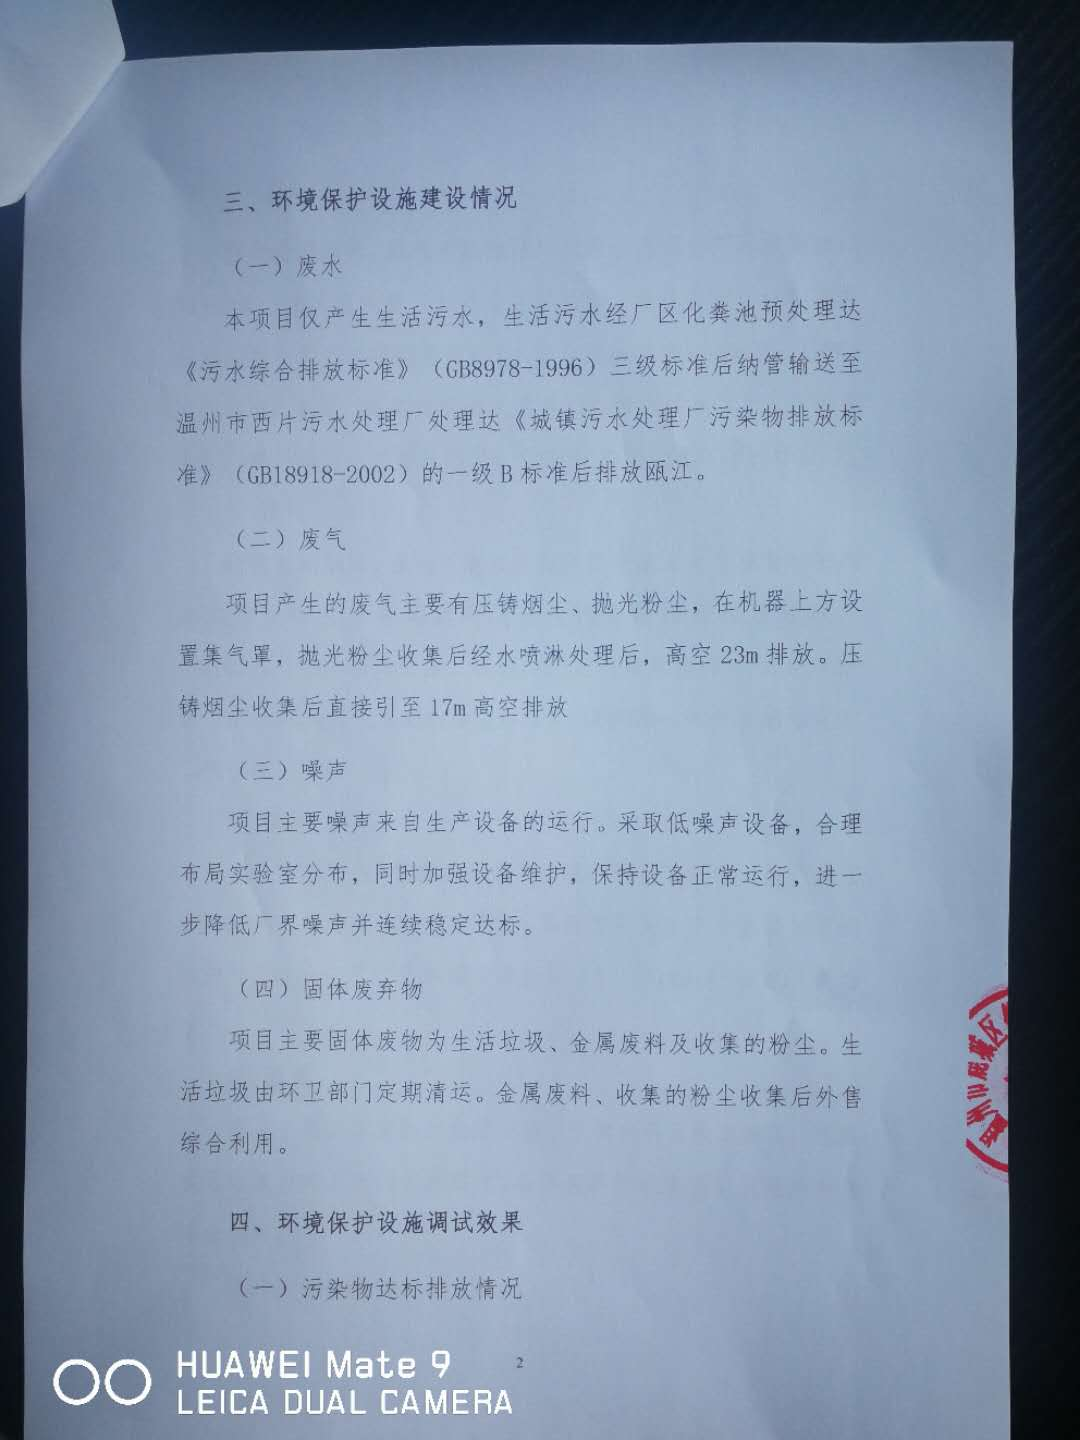 三、环境保护设施建设情况
（一）废水
本项目仅产生生活污水，生活污水经厂区化粪池预处理达
《污水综合排放标准》（GB8978-1996）三级标准后纳管输送至
温州市西片污水处理厂处理达《城镇污水处理厂污染物排放标
准》（GB18918-2002）的一级 B 标准后排放瓯江。
（二）废气
项目产生的废气主要有压铸烟尘、抛光粉尘，在机器上方设
置集气罩，抛光粉尘收集后经水喷淋处理后，高空 23m 排放。压
铸烟尘收集后直接引至 17m 高空排放
（三）噪声
项目主要噪声来自生产设备的运行。采取低噪声设备，合理
布局实验室分布，同时加强设备维护，保持设备正常运行，进一
步降低厂界噪声并连续稳定达标。
（四）固体废弃物
项目主要固体废物为生活垃圾、金属废料及收集的粉尘。生
活垃圾由环卫部门定期清运。金属废料、收集的粉尘收集后外售
综合利用。
温州市鹿城区
四、环境保护设施调试效果
（一）污染物达标排放情况
2
HUAWEI Mate 9
LEICA DUAL CAMERA